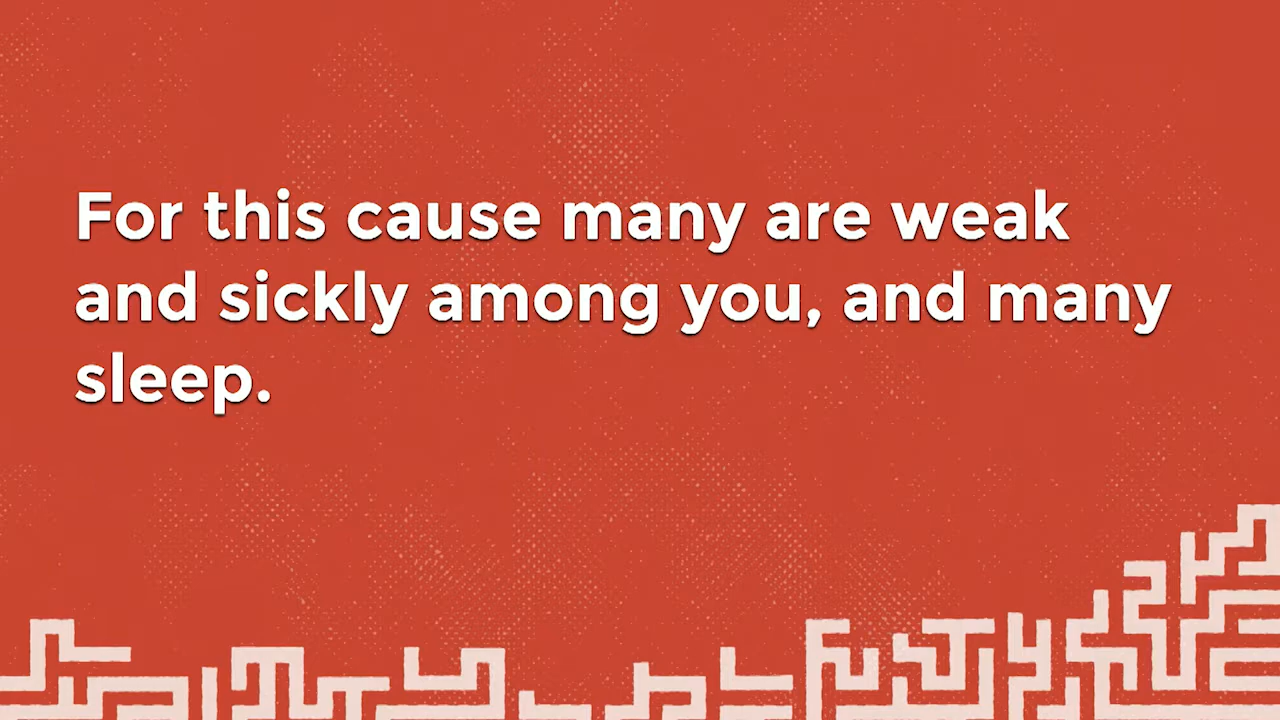 For this cause many are weak
and sickly among you, and many
sleep.